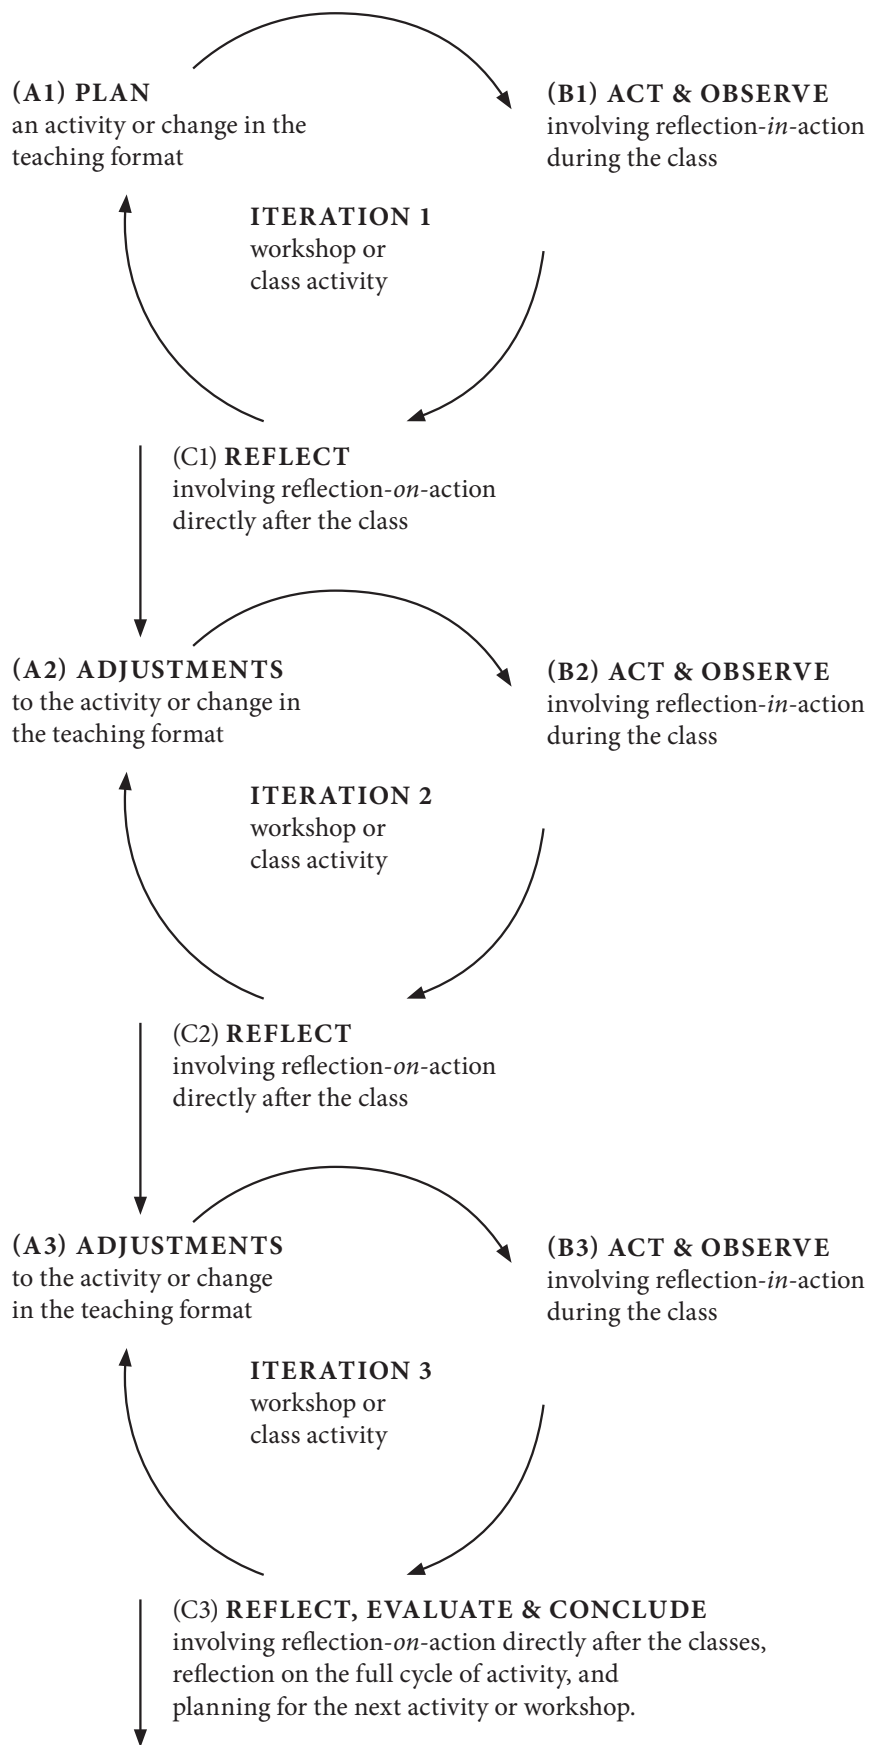 (A1) PLAN
an activity or change in the
teaching format
(B1) ACT & OBSERVE
involving reflection-in-action
during the class
ITERATION 1
workshop or
class activity
(C1) REFLECT
involving reflection-on-action
directly after the class
(A2) ADJUSTMENTS
to the activity or change in
the teaching format
(B2) ACT & OBSERVE
involving reflection-in-action
during the class
ITERATION 2
workshop or
class activity
(C2) REFLECT
involving reflection-on-action
directly after the class
(A3) ADJUSTMENTS
to the activity or change
in the teaching format
(B3) ACT & OBSERVE
involving reflection-in-action
during the class
ITERATION 3
workshop or
class activity
(C3) REFLECT, EVALUATE & CONCLUDE
involving reflection-on-action directly after the classes,
reflection on the full cycle of activity, and
planning for the next activity or workshop.